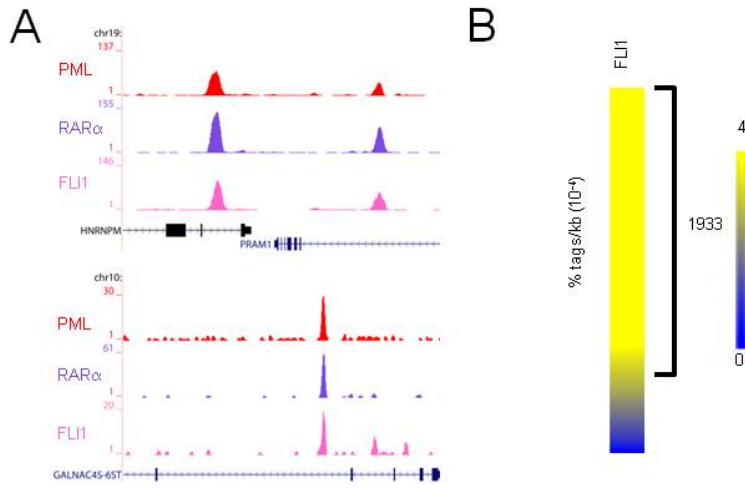 A
chr19:
137
PML
1
155
RARα
1
146
FLI1
1
HNRNPM
PRAM1
chr10:
30
PML
1
61
RARα
1
20
FLI1
1
GALNAC4S-6ST
B
FLI1
% tags/kb (10⁻⁴)
1933
4
0